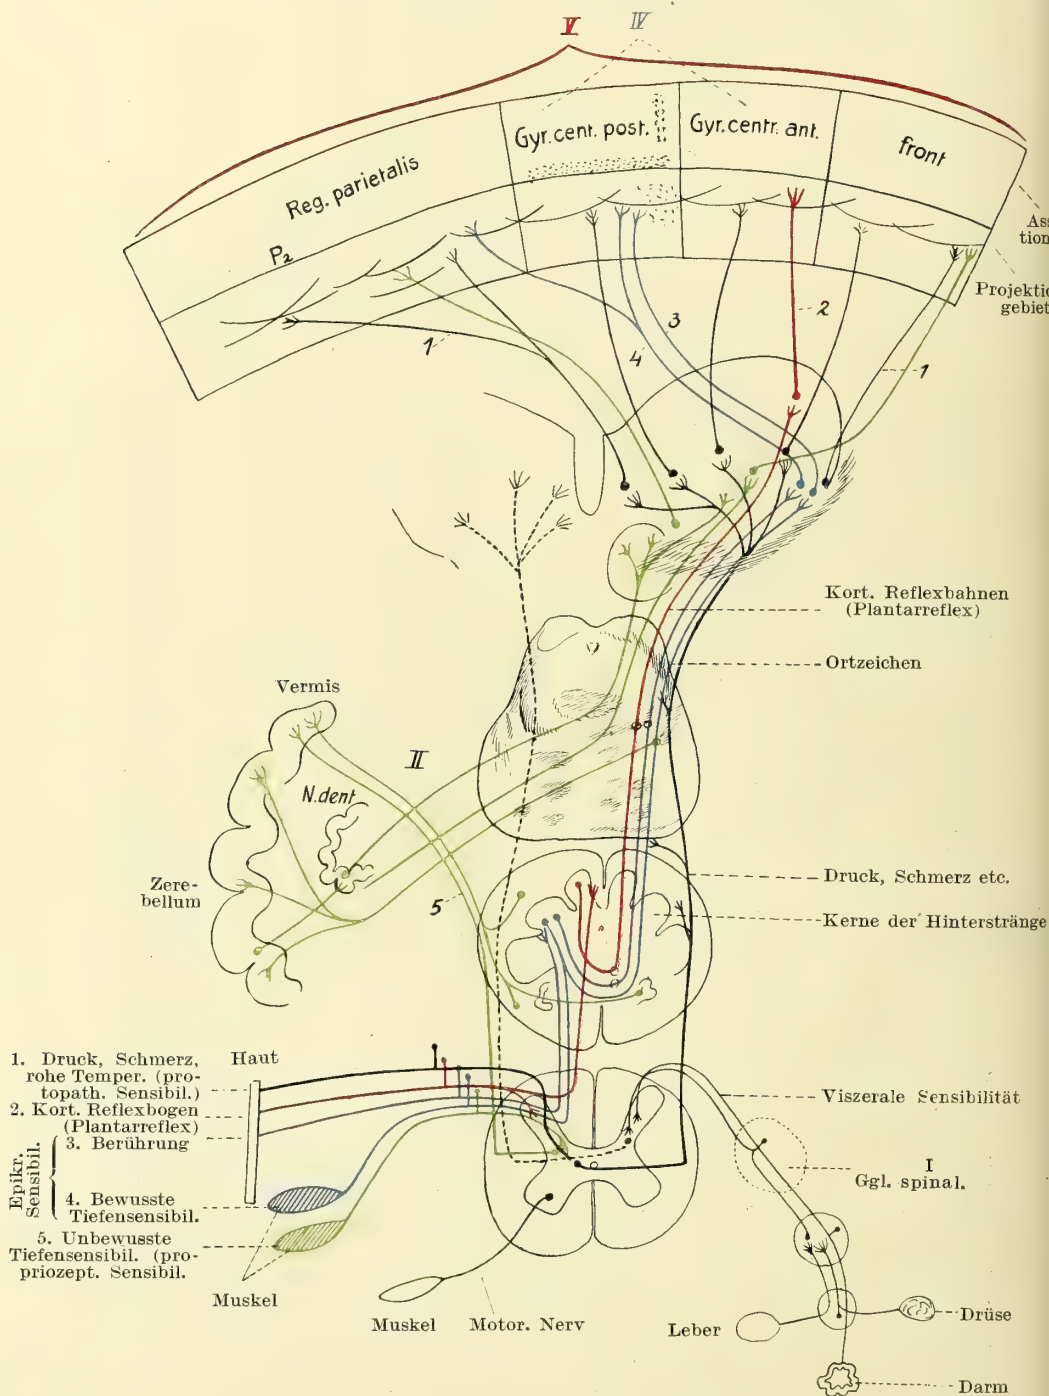 V
IV
Gyr. cent. post.
Gyr. centr. ant.
front
Reg. parietalis
P2
Projektio
gebiet
1
4
3
2
1
Kort. Reflexbahnen
(Plantarreflex)
Ortzeichen
Vermis
II
N. dent
Zere-
bellum
5
Druck, Schmerz etc.
Kerne der Hinterstränge
1. Druck, Schmerz,
rohe Temper. (pro-
topath. Sensibil.)
Haut
2. Kort. Reflexbogen
(Plantarreflex)
Epikr.
Sensibil.
3. Berührung
4. Bewusste
Tiefensensibil.
5. Unbewusste
Tiefensensibil. (pro-
priozept. Sensibil.
Muskel
Muskel
Motor. Nerv
Viszerale Sensibilität
I
Ggl. spinal.
Leber
Drüse
Darm